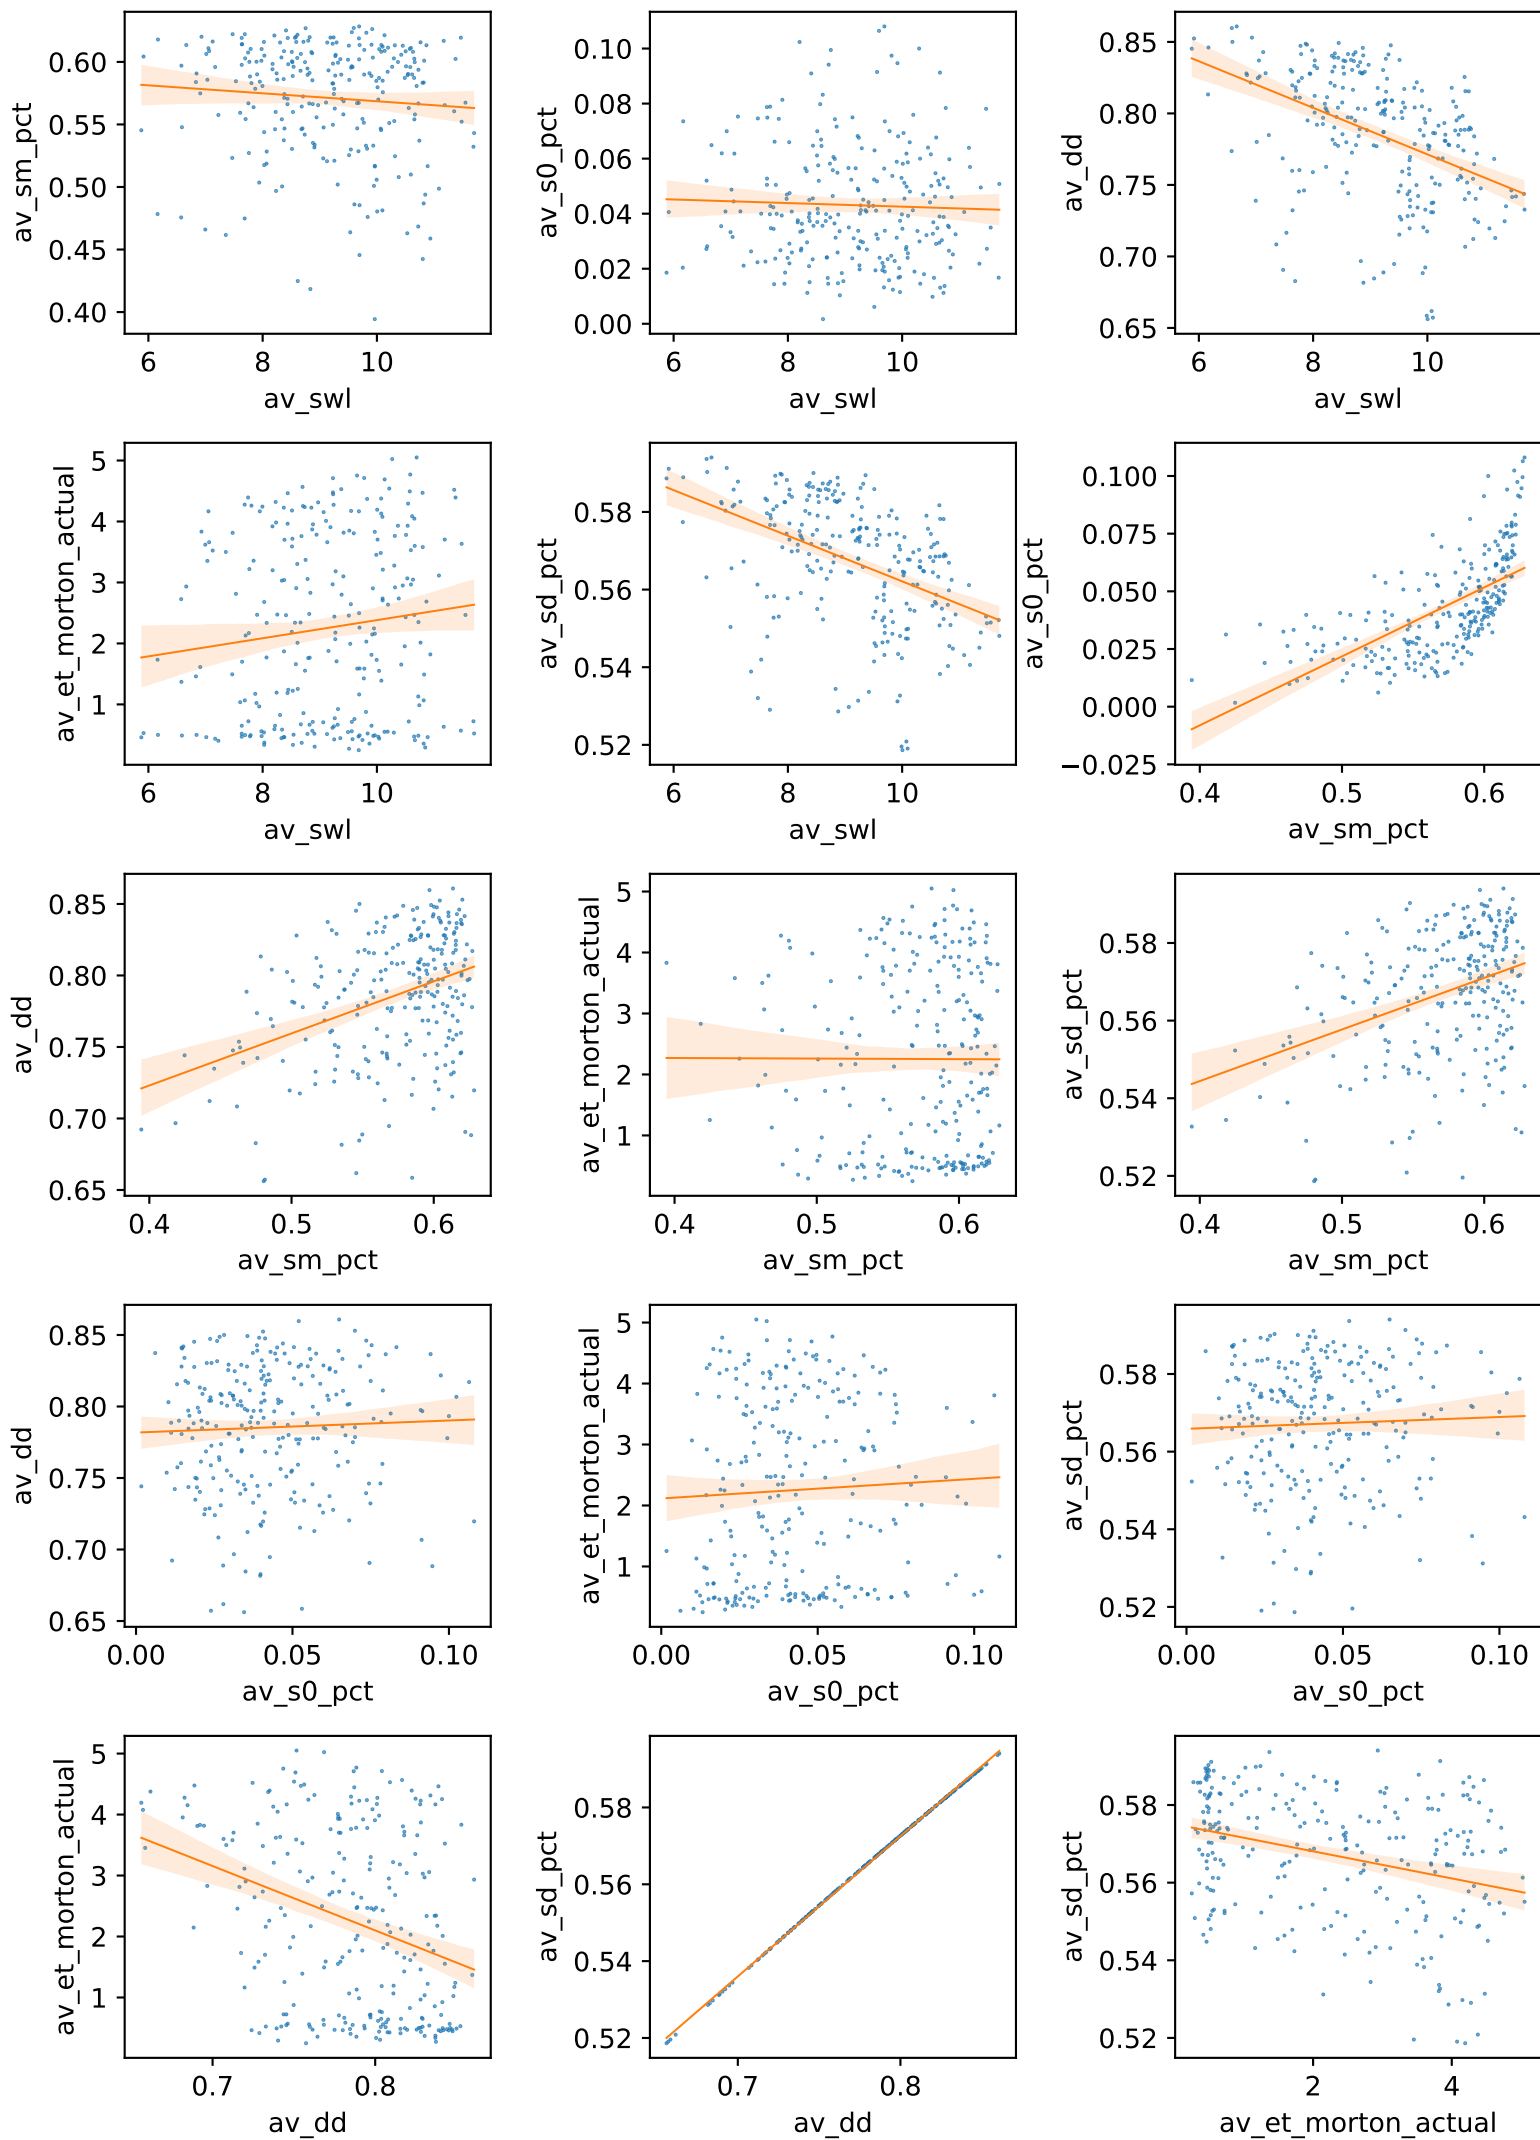 av_sm_pct
0.60
0.55
0.50
0.45
0.40
6 8 10
av_swl
av_s0_pct
0.10
0.08
0.06
0.04
0.02
0.00
6 8 10
av_swl
av_dd
0.85
0.80
0.75
0.70
0.65
6 8 10
av_swl
av_et_morton_actual
5
4
3
2
1
6 8 10
av_swl
av_sd_pct
0.58
0.56
0.54
0.52
6 8 10
av_swl
av_s0_pct
0.100
0.075
0.050
0.025
0.000
−0.025
0.4 0.5 0.6
av_sm_pct
av_dd
0.85
0.80
0.75
0.70
0.65
0.4 0.5 0.6
av_sm_pct
av_et_morton_actual
5
4
3
2
1
0.4 0.5 0.6
av_sm_pct
av_sd_pct
0.58
0.56
0.54
0.52
0.4 0.5 0.6
av_sm_pct
av_dd
0.85
0.80
0.75
0.70
0.65
0.00 0.05 0.10
av_s0_pct
av_et_morton_actual
5
4
3
2
1
0.00 0.05 0.10
av_s0_pct
av_sd_pct
0.58
0.56
0.54
0.52
0.00 0.05 0.10
av_s0_pct
av_et_morton_actual
5
4
3
2
1
0.7 0.8
av_dd
av_sd_pct
0.58
0.56
0.54
0.52
0.7 0.8
av_dd
av_sd_pct
0.58
0.56
0.54
0.52
2 4
av_et_morton_actual